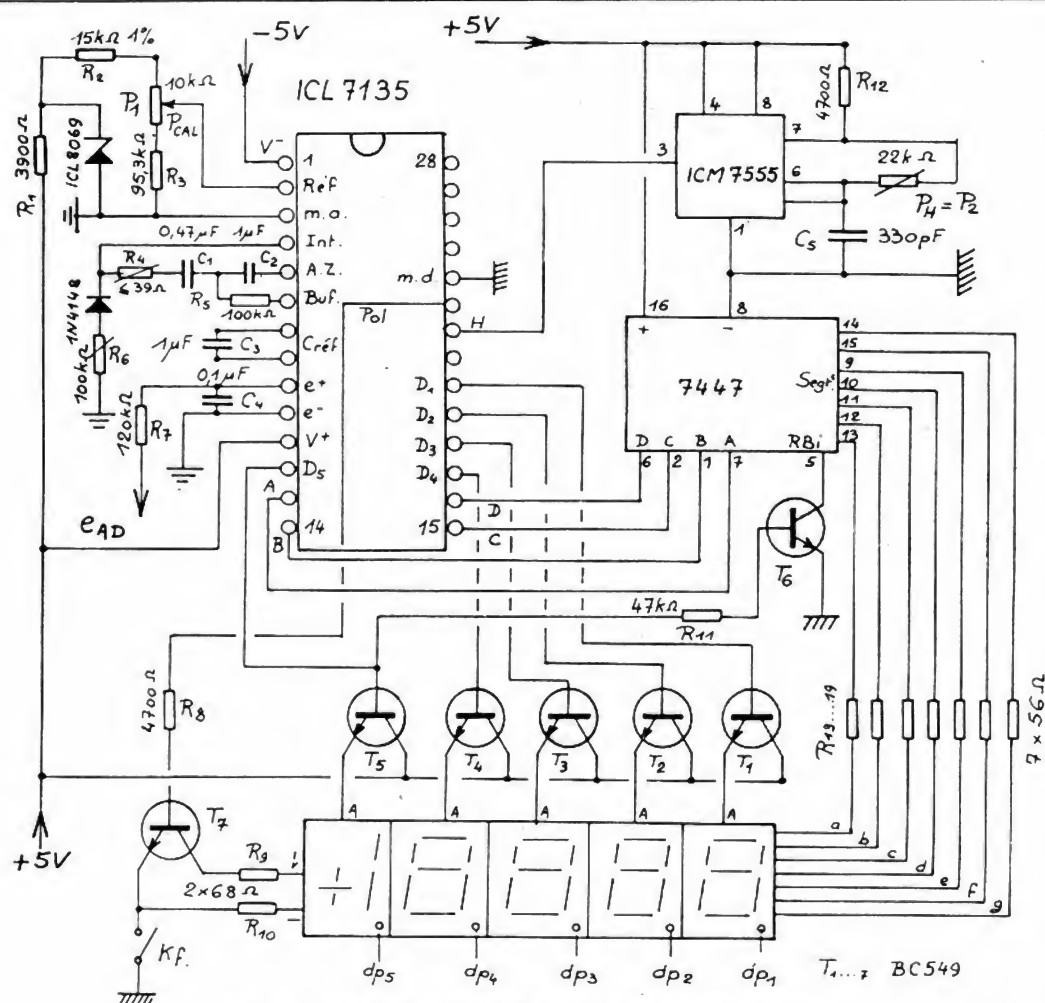 15kΩ 1%
R2
-5V
+5V
10kΩ
P1
PCAL
ICL 7135
4700Ω
R12
3900Ω
R1
ICL8069
95,3kΩ
R3
V-
1
28
Réf
m.a.
4
8
7
3
ICM7555
6
22kΩ
PH = P2
1
C5
330pF
0,47µF
1µF
Int.
R4
≤39Ω
C1
C2
A.Z.
m.d.
R5
100kΩ
Buf.
Pol
H
1N4148
R6
100kΩ
1µF
C3
Créf
0,1µF
C4
e+
e-
120kΩ
R7
eAD
V+
D5
A
14
B
D1
D2
D3
D4
D
15
C
16
8
+
-
7447
Segts.
14
15
9
10
11
12
13
D
C
B
A
RBi
6
2
1
7
5
T6
47kΩ
R11
4700Ω
R8
T5
T4
T3
T2
T1
R13...19
7 x 56Ω
+5V
T7
R9
2x68Ω
R10
Kf.
A
A
A
A
A
a
b
c
d
e
f
g
dp5
dp4
dp3
dp2
dp1
T1...7 BC549